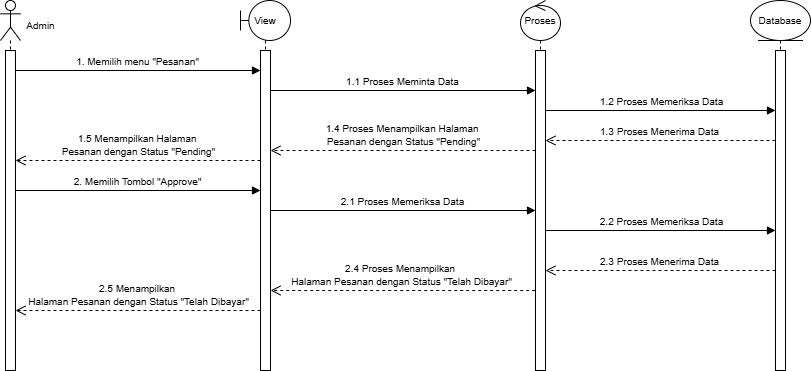 Admin
View
Proses
Database
1. Memilih menu "Pesanan"
1.1 Proses Meminta Data
1.2 Proses Memeriksa Data
1.3 Proses Menerima Data
1.4 Proses Menampilkan Halaman
Pesanan dengan Status "Pending"
1.5 Menampilkan Halaman
Pesanan dengan Status "Pending"
2. Memilih Tombol "Approve"
2.1 Proses Memeriksa Data
2.2 Proses Memeriksa Data
2.3 Proses Menerima Data
2.4 Proses Menampilkan
Halaman Pesanan dengan Status "Telah Dibayar"
2.5 Menampilkan
Halaman Pesanan dengan Status "Telah Dibayar"